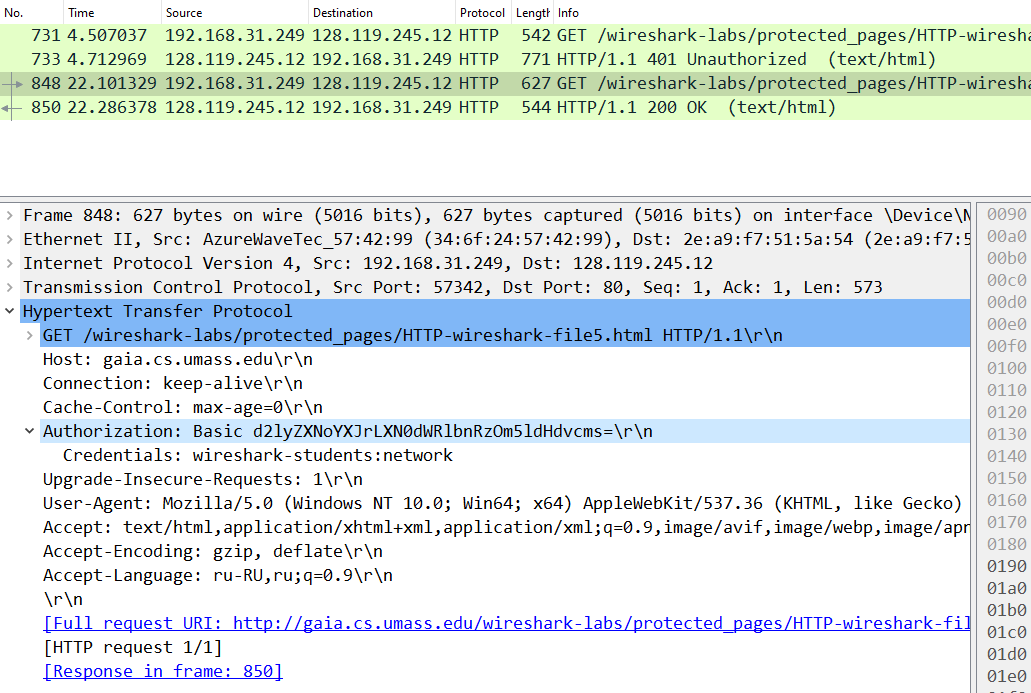 No. Time Source Destination Protocol Length Info
731 4.507037 192.168.31.249 128.119.245.12 HTTP 542 GET /wireshark-labs/protected_pages/HTTP-wiresha
733 4.712969 128.119.245.12 192.168.31.249 HTTP 771 HTTP/1.1 401 Unauthorized (text/html)
848 22.101329 192.168.31.249 128.119.245.12 HTTP 627 GET /wireshark-labs/protected_pages/HTTP-wiresha
850 22.286378 128.119.245.12 192.168.31.249 HTTP 544 HTTP/1.1 200 OK (text/html)
Frame 848: 627 bytes on wire (5016 bits), 627 bytes captured (5016 bits) on interface \Device\N
Ethernet II, Src: AzureWaveTec_57:42:99 (34:6f:24:57:42:99), Dst: 2e:a9:f7:51:5a:54 (2e:a9:f7:5
Internet Protocol Version 4, Src: 192.168.31.249, Dst: 128.119.245.12
Transmission Control Protocol, Src Port: 57342, Dst Port: 80, Seq: 1, Ack: 1, Len: 573
Hypertext Transfer Protocol
GET /wireshark-labs/protected_pages/HTTP-wireshark-file5.html HTTP/1.1\r\n
Host: gaia.cs.umass.edu\r\n
Connection: keep-alive\r\n
Cache-Control: max-age=0\r\n
Authorization: Basic d2lyZXNoYXJrLXN0dWRlbnRzOm5ldHdvcms=\r\n
Credentials: wireshark-students:network
Upgrade-Insecure-Requests: 1\r\n
User-Agent: Mozilla/5.0 (Windows NT 10.0; Win64; x64) AppleWebKit/537.36 (KHTML, like Gecko)
Accept: text/html,application/xhtml+xml,application/xml;q=0.9,image/avif,image/webp,image/apn
Accept-Encoding: gzip, deflate\r\n
Accept-Language: ru-RU,ru;q=0.9\r\n
\r\n
[Full request URI: http://gaia.cs.umass.edu/wireshark-labs/protected_pages/HTTP-wireshark-fil
[HTTP request 1/1]
[Response in frame: 850]
0090
00a0
00b0
00c0
00d0
00e0
00f0
0100
0110
0120
0130
0140
0150
0160
0170
0180
0190
01a0
01b0
01c0
01d0
01e0